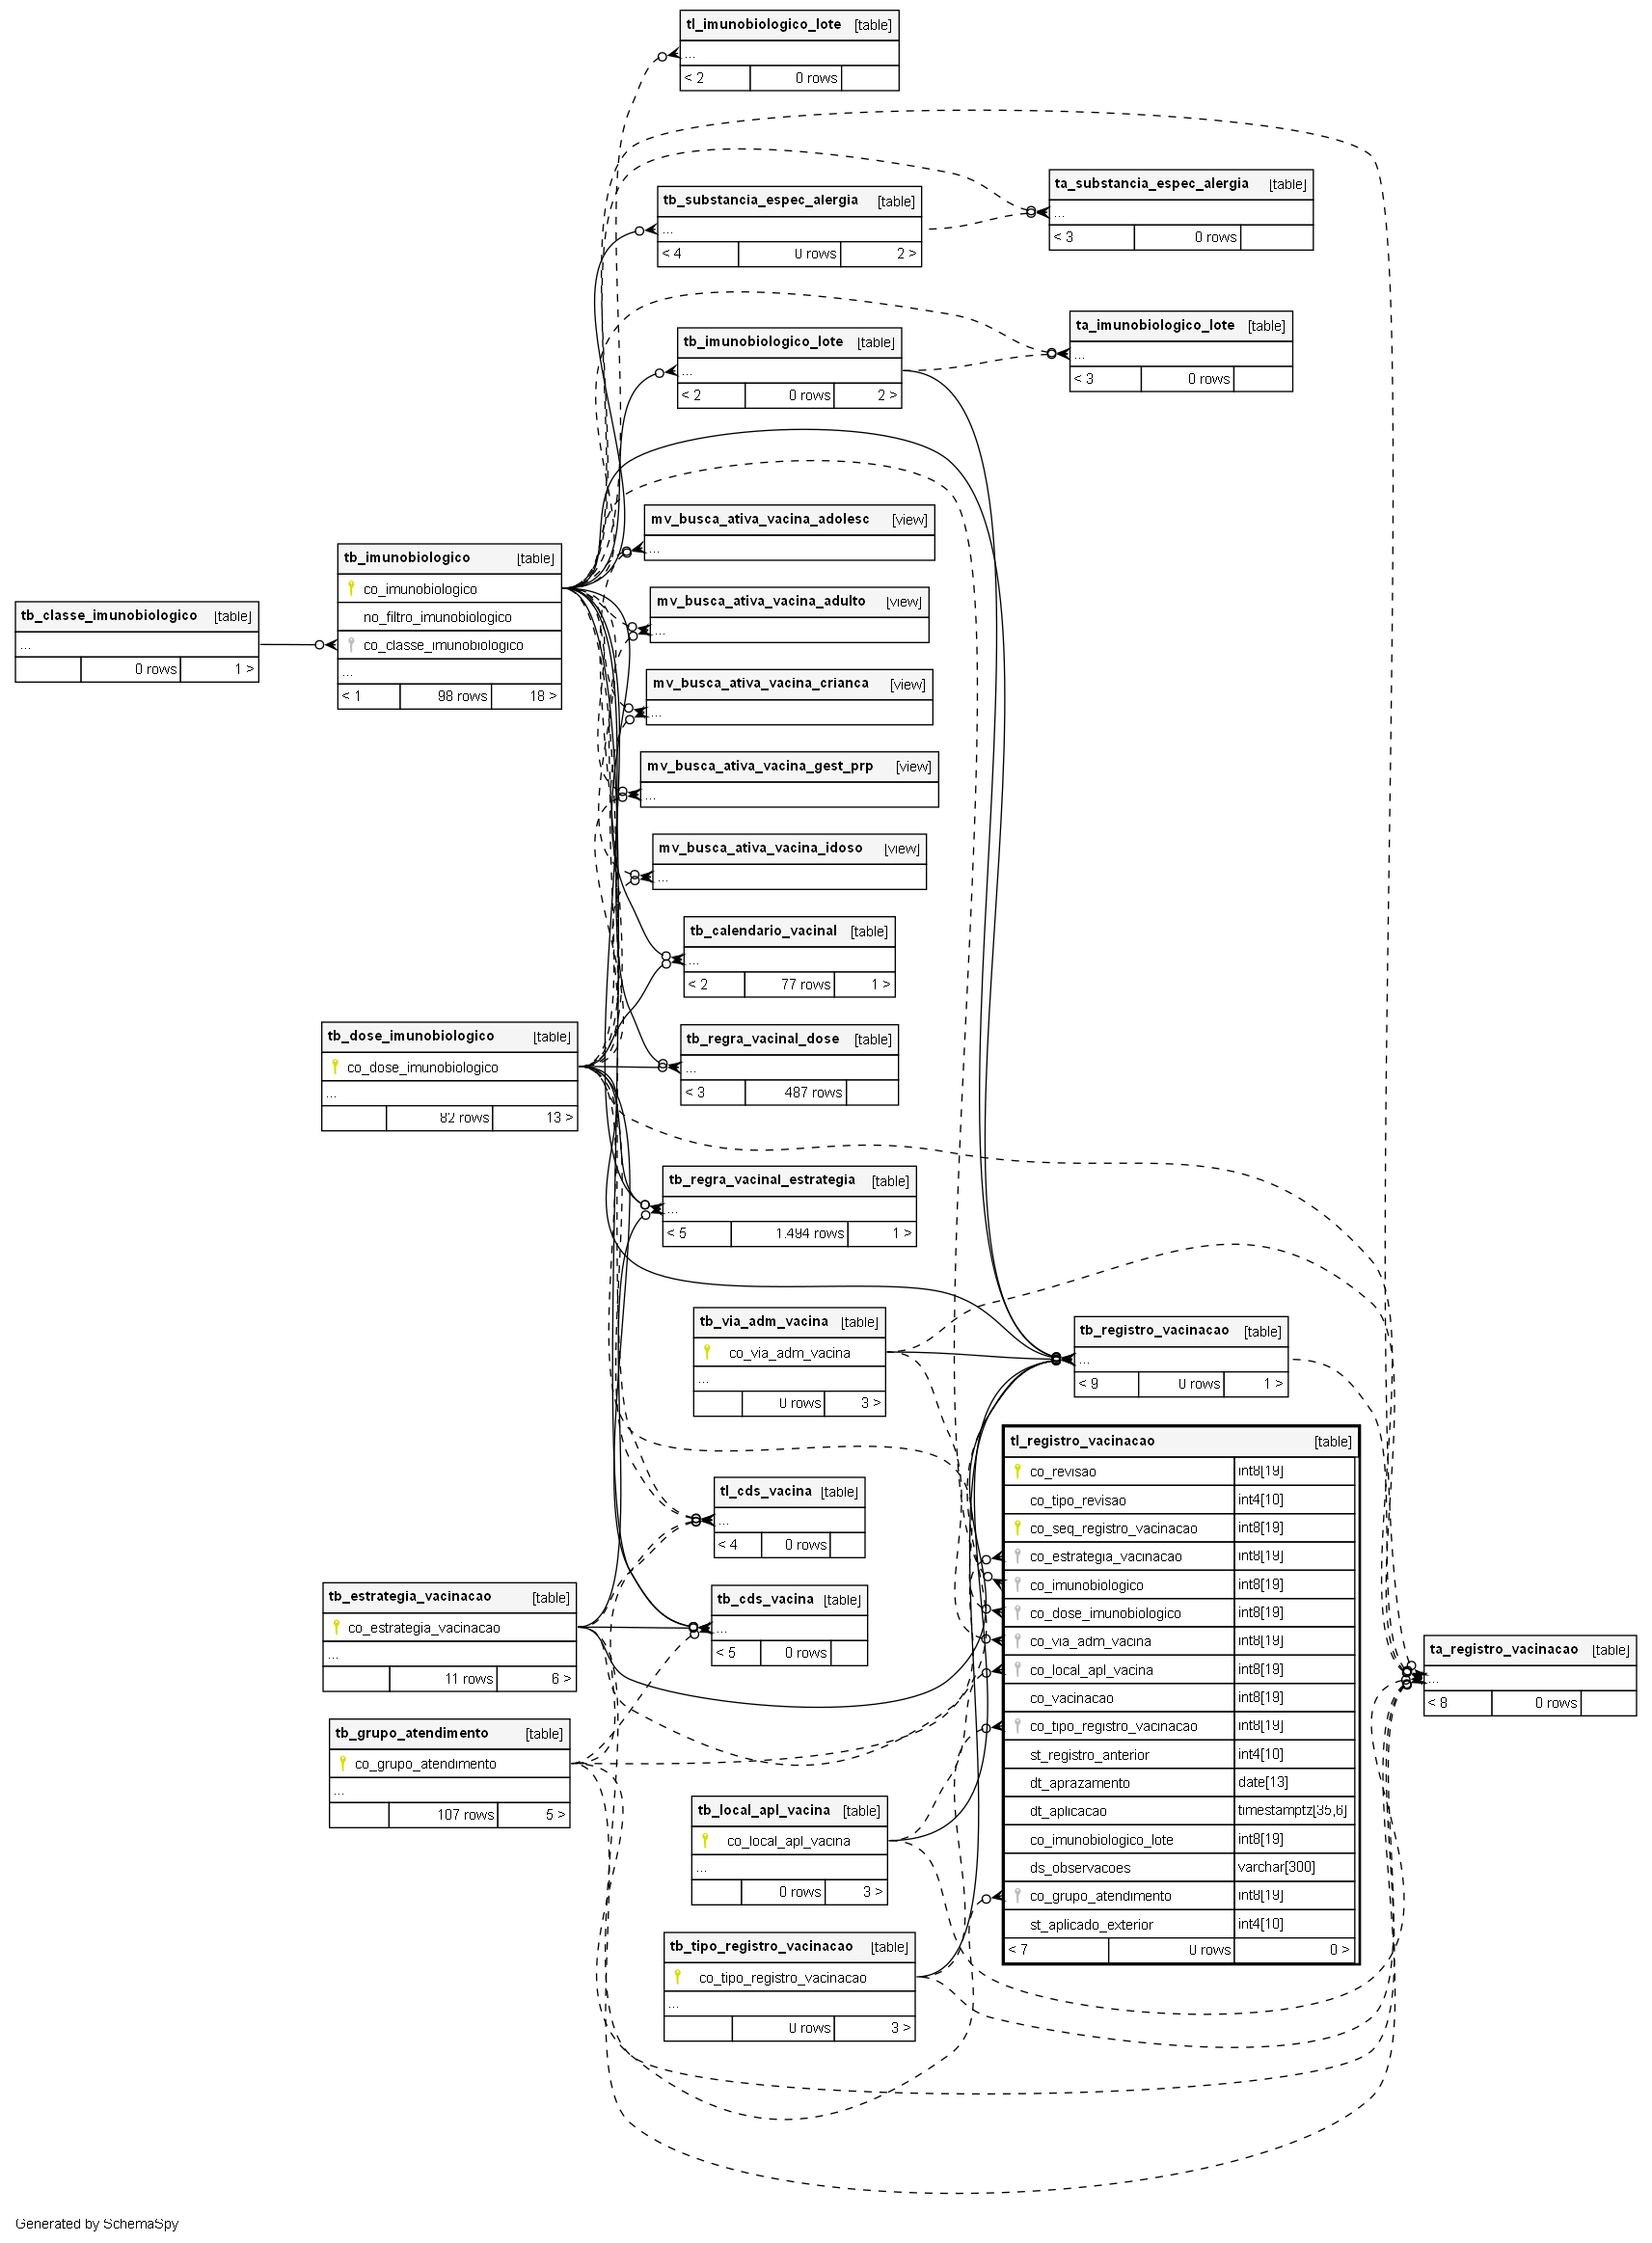 tl_imunobiologico_lote [table]
...
< 2 0 rows
ta_substancia_espec_alergia [table]
...
< 3 0 rows
tb_substancia_espec_alergia [table]
...
< 4 0 rows 2 >
ta_imunobiologico_lote [table]
...
< 3 0 rows
tb_imunobiologico_lote [table]
...
< 2 0 rows 2 >
mv_busca_ativa_vacina_adolesc [view]
...
tb_imunobiologico [table]
co_imunobiologico
no_filtro_imunobiologico
co_classe_imunobiologico
...
< 1 98 rows 18 >
mv_busca_ativa_vacina_adulto [view]
...
tb_classe_imunobiologico [table]
...
0 rows 1 >
mv_busca_ativa_vacina_crianca [view]
...
mv_busca_ativa_vacina_gest_prp [view]
...
mv_busca_ativa_vacina_idoso [view]
...
tb_calendario_vacinal [table]
...
< 2 77 rows 1 >
tb_dose_imunobiologico [table]
co_dose_imunobiologico
...
82 rows 13 >
tb_regra_vacinal_dose [table]
...
< 3 487 rows
tb_regra_vacinal_estrategia [table]
...
< 5 1.494 rows 1 >
tb_via_adm_vacina [table]
co_via_adm_vacina
...
0 rows 3 >
tb_registro_vacinacao [table]
...
< 9 0 rows 1 >
tl_registro_vacinacao [table]
co_revisao int8[19]
co_tipo_revisao int4[10]
co_seq_registro_vacinacao int8[19]
co_estrategia_vacinacao int8[19]
co_imunobiologico int8[19]
co_dose_imunobiologico int8[19]
co_via_adm_vacina int8[19]
co_local_apl_vacina int8[19]
co_vacinacao int8[19]
co_tipo_registro_vacinacao int8[19]
st_registro_anterior int4[10]
dt_aprazamento date[13]
dt_aplicacao timestamptz[35,6]
co_imunobiologico_lote int8[19]
ds_observacoes varchar[300]
co_grupo_atendimento int8[19]
st_aplicado_exterior int4[10]
< 7 0 rows 0 >
tl_cds_vacina [table]
...
< 4 0 rows
tb_estrategia_vacinacao [table]
co_estrategia_vacinacao
...
11 rows 6 >
tb_cds_vacina [table]
...
< 5 0 rows
ta_registro_vacinacao [table]
...
< 8 0 rows
tb_grupo_atendimento [table]
co_grupo_atendimento
...
107 rows 5 >
tb_local_apl_vacina [table]
co_local_apl_vacina
...
0 rows 3 >
tb_tipo_registro_vacinacao [table]
co_tipo_registro_vacinacao
...
0 rows 3 >
Generated by SchemaSpy